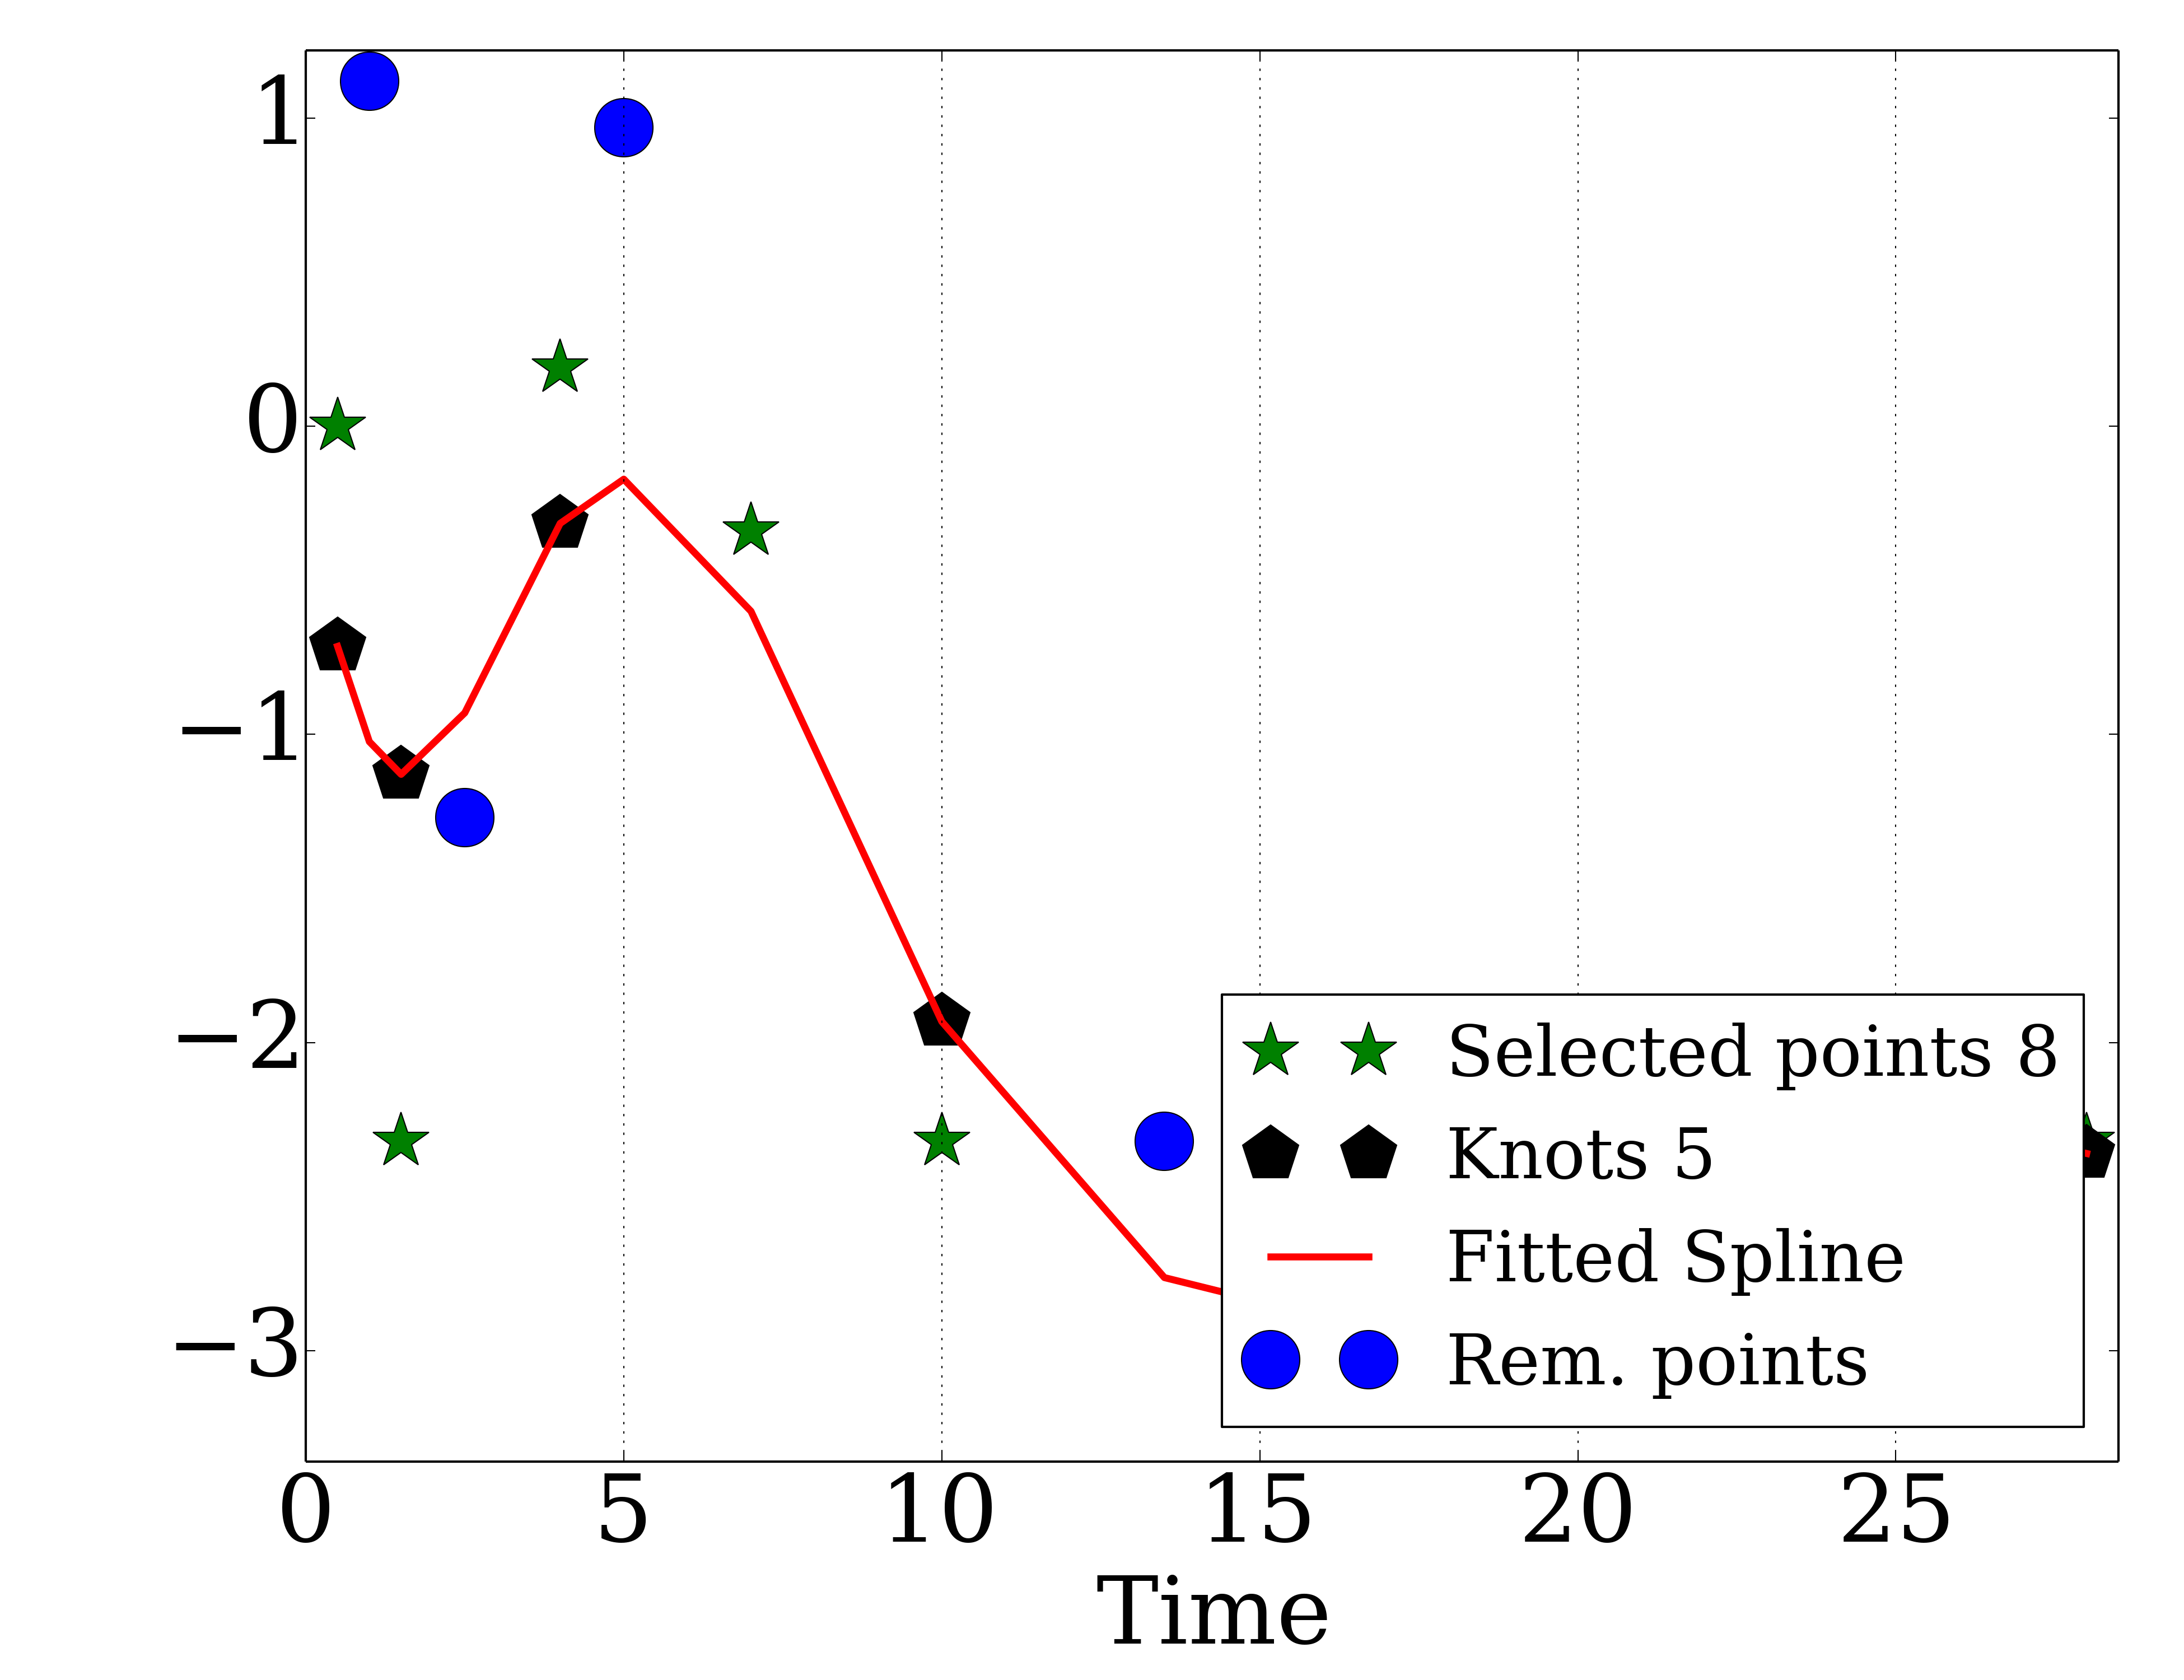 1
0
−1
−2
−3
0 5 10 15 20 25
Time
Selected points 8
Knots 5
Fitted Spline
Rem. points